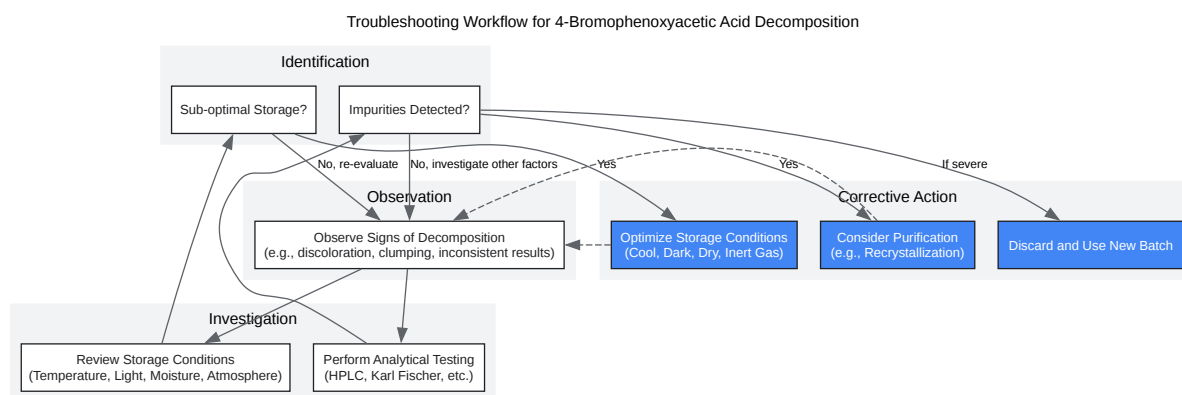 Troubleshooting Workflow for 4-Bromophenoxyacetic Acid Decomposition
Identification
Sub-optimal Storage?
Impurities Detected?
No, re-evaluate
No, investigate other factors
Yes
Yes
If severe
Observation
Corrective Action
Observe Signs of Decomposition
(e.g., discoloration, clumping, inconsistent results)
Optimize Storage Conditions
(Cool, Dark, Dry, Inert Gas)
Consider Purification
(e.g., Recrystallization)
Discard and Use New Batch
Investigation
Review Storage Conditions
(Temperature, Light, Moisture, Atmosphere)
Perform Analytical Testing
(HPLC, Karl Fischer, etc.)